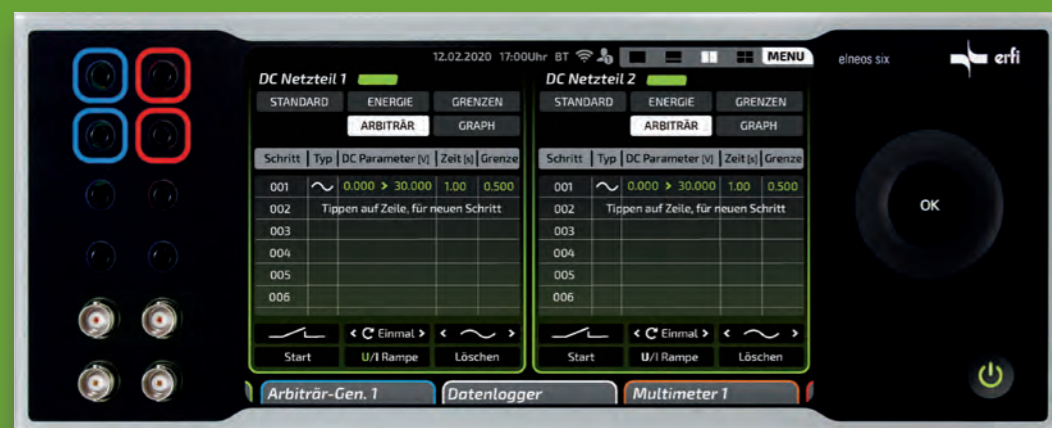 12.02.2020 17:00Uhr BT MENU
elneos six
erfi
DC Netzteil 1
STANDARD ENERGIE GRENZEN
ARBITRÄR GRAPH
Schritt Typ DC Parameter [V] Zeit [s] Grenze
001 0.000 > 30.000 1.00 0.500
002 Tippen auf Zeile, für neuen Schritt
003
004
005
006
< Einmal > < >
Start U/I Rampe Löschen
DC Netzteil 2
STANDARD ENERGIE GRENZEN
ARBITRÄR GRAPH
Schritt Typ DC Parameter [V] Zeit [s] Grenze
001 0.000 > 30.000 1.00 0.500
002 Tippen auf Zeile, für neuen Schritt
003
004
005
006
< Einmal > < >
Start U/I Rampe Löschen
Arbiträr-Gen. 1 Datenlogger Multimeter 1
OK